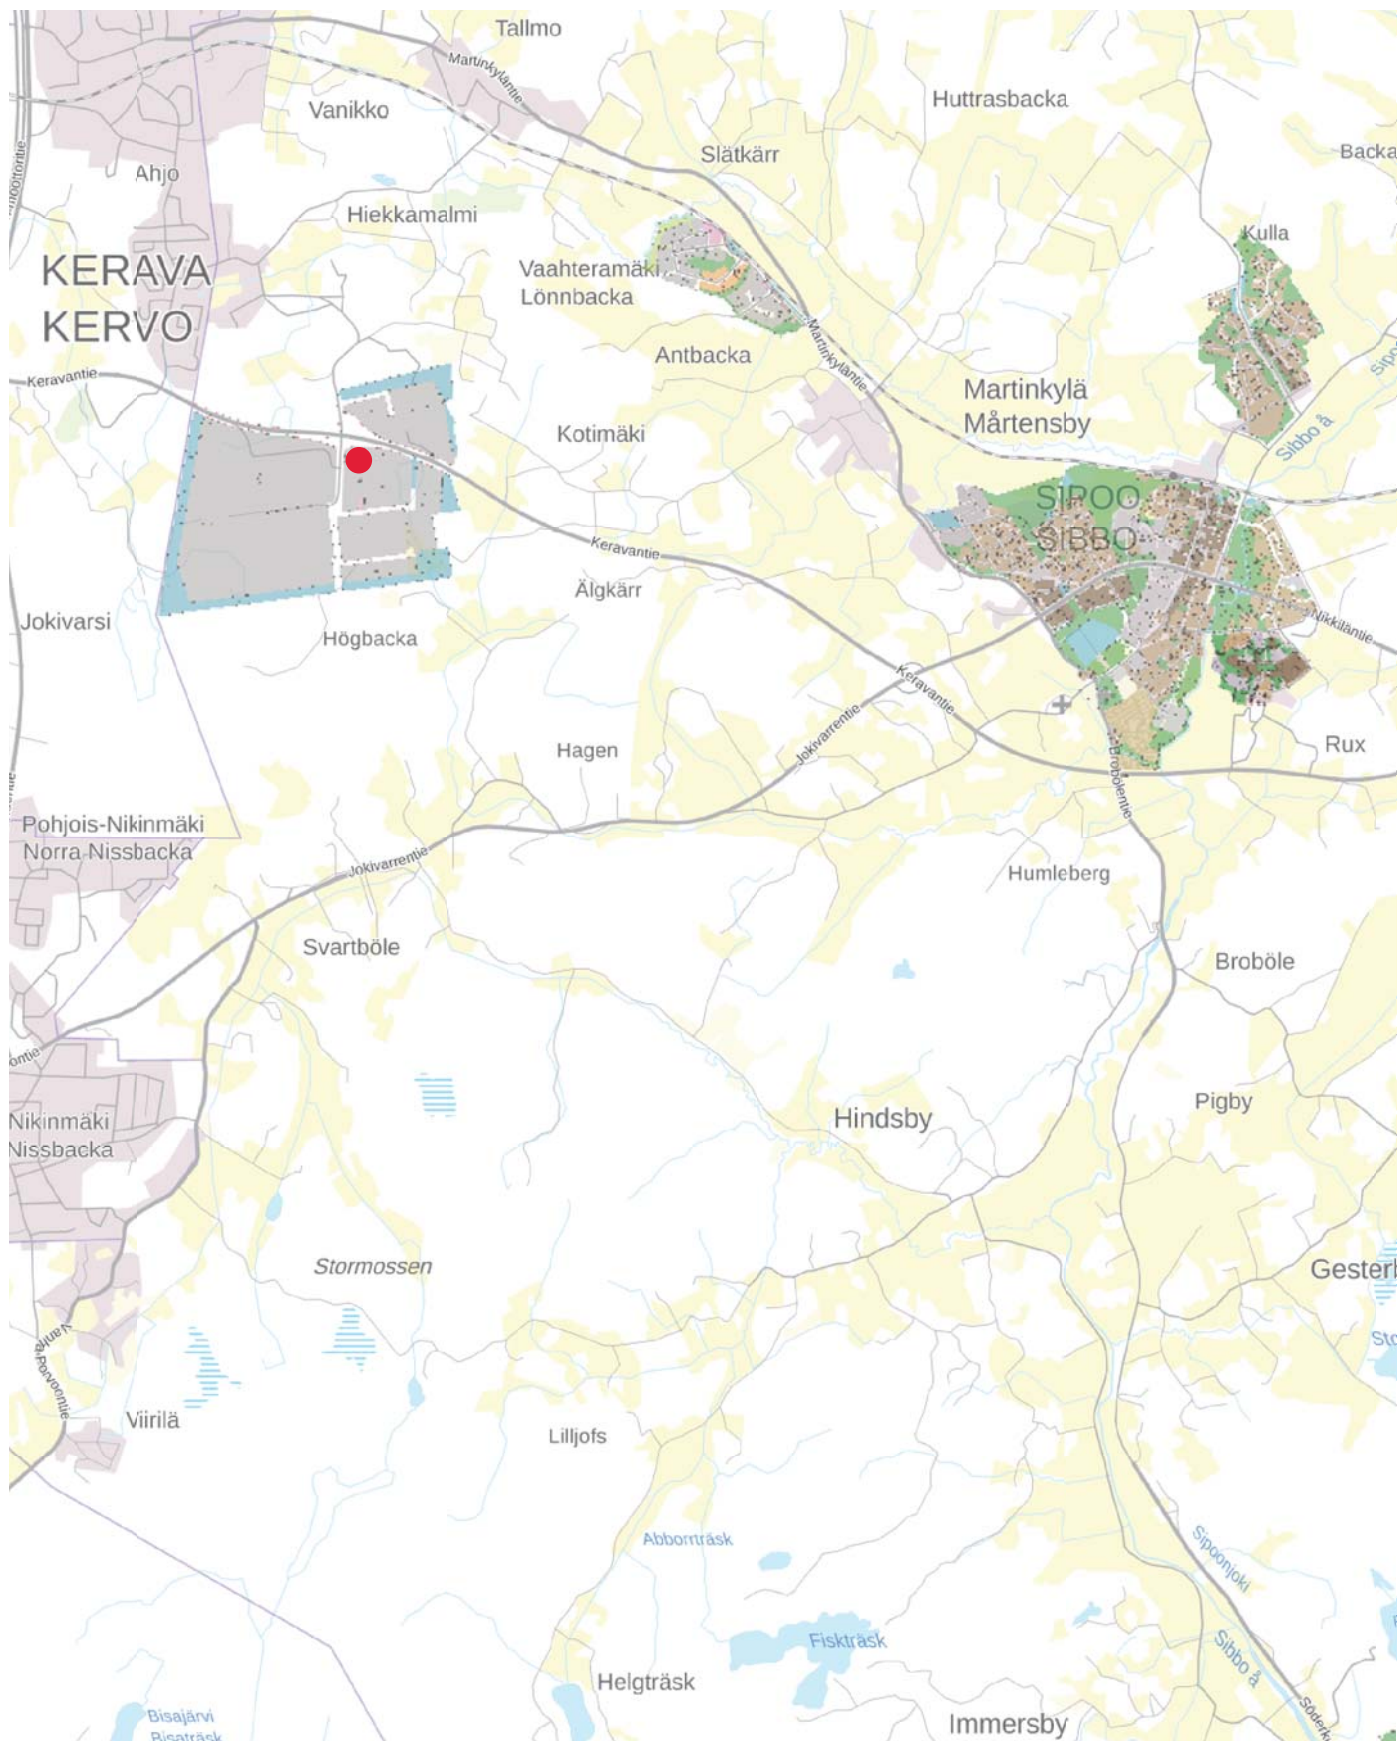 Tallmo
Martinkyläntie
Huttrasbacka
Vanikko
Slätkärr
Backa
Ahjo
Hiekkamalmi
Kulla
KERAVA
KERVO
Vaahteramäki
Lönnbacka
Antbacka
Martinkyläntie
Keravantie
Martinkylä
Mårtensby
Kotimäki
Sibbo å
SIPOO
SIBBO
Keravantie
Älgkärr
Jokivarsi
Högbacka
Nikkiläntie
Keravantie
Jokivarrentie
Hagen
Rux
Brobölentie
Pohjois-Nikinmäki
Norra Nissbacka
Jokivarrentie
Humleberg
Svartböle
Broböle
Nikinmäki
Nissbacka
Hindsby
Pigby
Stormossen
Viirilä
Lilljofs
Abborrträsk
Sipoonjoki
Fiskträsk
Sibbo å
Helgträsk
Bisajärvi
Bisaträsk
Immersby